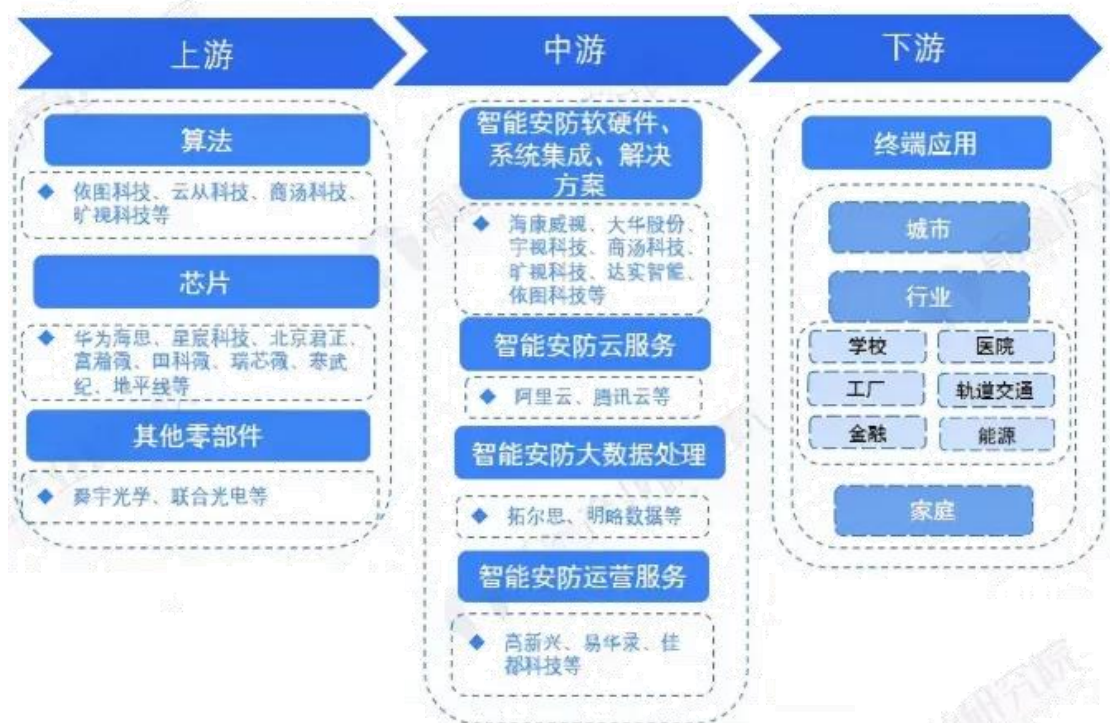 上游
算法
依图科技、云从科技、商汤科技、
旷视科技等
芯片
华为海思、星宸科技、北京君正、
富瀚微、国科微、瑞芯微、寒武
纪、地平线等
其他零部件
舜宇光学、联合光电等
中游
智能安防软硬件、
系统集成、解决
方案
海康威视、大华股份、
宇视科技、商汤科技、
旷视科技、达实智能、
依图科技等
智能安防云服务
阿里云、腾讯云等
智能安防大数据处理
拓尔思、明略数据等
智能安防运营服务
高新兴、易华录、佳
都科技等
下游
终端应用
城市
行业
学校
医院
工厂
轨道交通
金融
能源
家庭